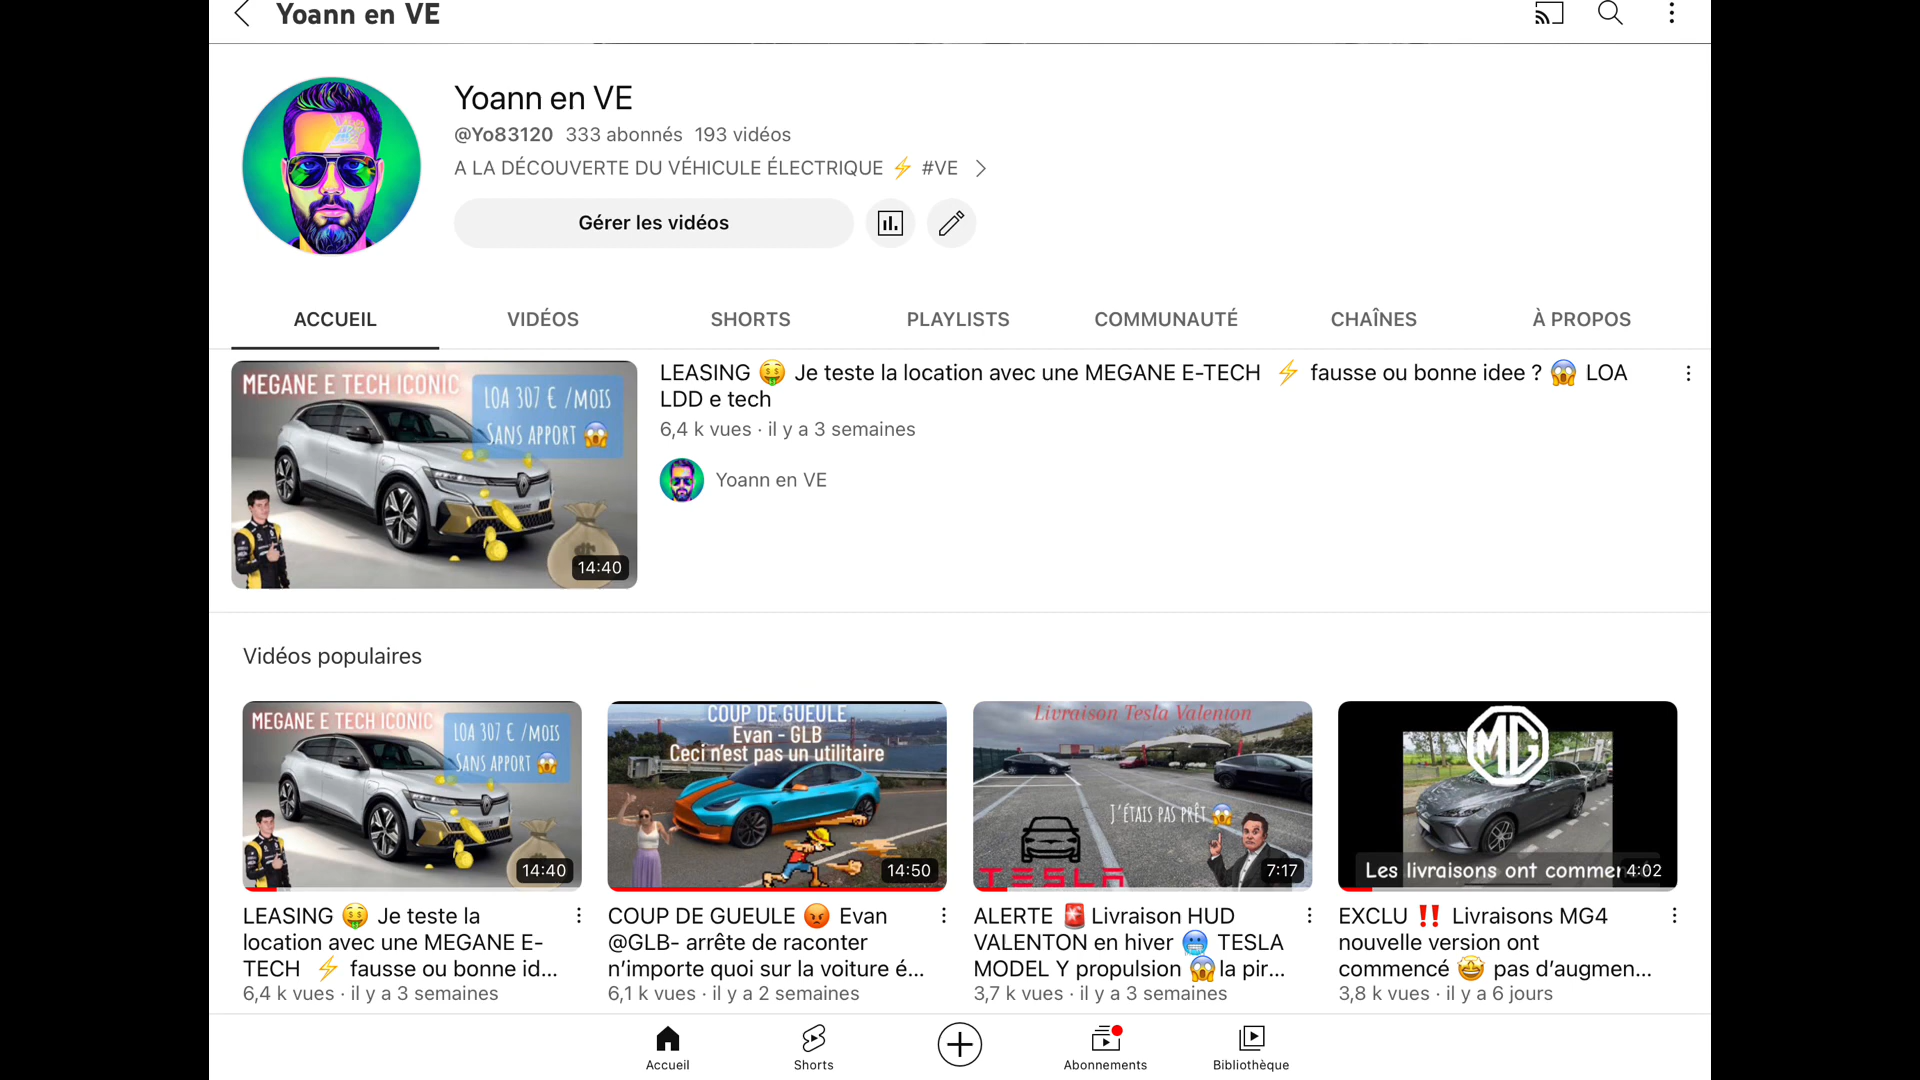 Yoann en VE
Yoann en VE
@Yo83120 333 abonnés 193 vidéos
A LA DÉCOUVERTE DU VÉHICULE ÉLECTRIQUE ⚡ #VE
Gérer les vidéos
ACCUEIL VIDÉOS SHORTS PLAYLISTS COMMUNAUTÉ CHAÎNES À PROPOS
MEGANE E TECH ICONIC
LOA 307 € /MOIS
SANS APPORT 😱
14:40
LEASING 🤑 Je teste la location avec une MEGANE E-TECH ⚡ fausse ou bonne idee ? 😱 LOA
LDD e tech
6,4 k vues · il y a 3 semaines
Yoann en VE
Vidéos populaires
MEGANE E TECH ICONIC
LOA 307 € /MOIS
SANS APPORT 😱
14:40
LEASING 🤑 Je teste la
location avec une MEGANE E-
TECH ⚡ fausse ou bonne id...
6,4 k vues · il y a 3 semaines
COUP DE GUEULE
Evan - GLB
Ceci n'est pas un utilitaire
14:50
COUP DE GUEULE 😡 Evan
@GLB- arrête de raconter
n'importe quoi sur la voiture é...
6,1 k vues · il y a 2 semaines
Livraison Tesla Valenton
J'ÉTAIS PAS PRÊT 😱
TESLA
7:17
ALERTE 🚨 Livraison HUD
VALENTON en hiver 🥶 TESLA
MODEL Y propulsion 😱 la pir...
3,7 k vues · il y a 3 semaines
MG
Les livraisons ont commen
4:02
EXCLU ‼️ Livraisons MG4
nouvelle version ont
commencé 🤩 pas d'augmen...
3,8 k vues · il y a 6 jours
Accueil Shorts Abonnements Bibliothèque